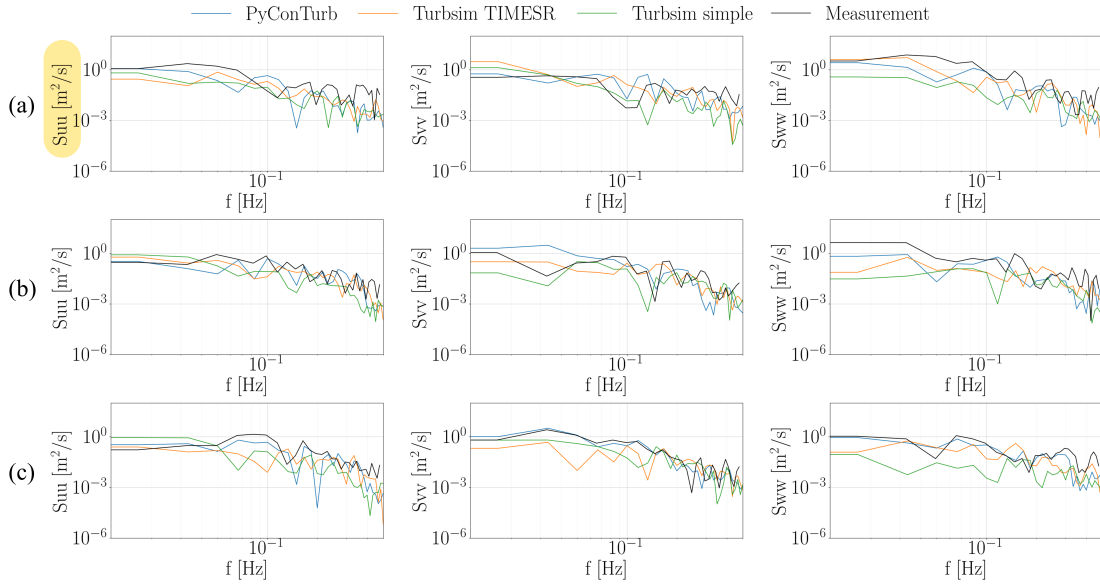 PyConTurb Turbsim TIMESR Turbsim simple Measurement
(a)
Suu [m²/s]
10⁰
10⁻³
10⁻⁶
10⁻¹
f [Hz]
Svv [m²/s]
10⁰
10⁻³
10⁻⁶
10⁻¹
f [Hz]
Sww [m²/s]
10⁰
10⁻³
10⁻⁶
10⁻¹
f [Hz]
(b)
Suu [m²/s]
10⁰
10⁻³
10⁻⁶
10⁻¹
f [Hz]
Svv [m²/s]
10⁰
10⁻³
10⁻⁶
10⁻¹
f [Hz]
Sww [m²/s]
10⁰
10⁻³
10⁻⁶
10⁻¹
f [Hz]
(c)
Suu [m²/s]
10⁰
10⁻³
10⁻⁶
10⁻¹
f [Hz]
Svv [m²/s]
10⁰
10⁻³
10⁻⁶
10⁻¹
f [Hz]
Sww [m²/s]
10⁰
10⁻³
10⁻⁶
10⁻¹
f [Hz]